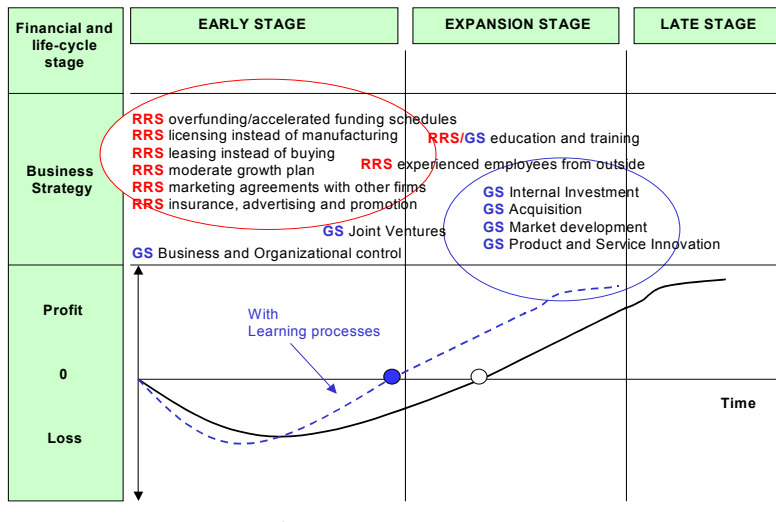 Financial and
life-cycle
stage
EARLY STAGE
EXPANSION STAGE
LATE STAGE
Business
Strategy
RRS overfunding/accelerated funding schedules
RRS licensing instead of manufacturing
RRS/GS education and training
RRS leasing instead of buying
RRS experienced employees from outside
RRS moderate growth plan
RRS marketing agreements with other firms
RRS insurance, advertising and promotion
GS Internal Investment
GS Acquisition
GS Market development
GS Product and Service Innovation
GS Joint Ventures
GS Business and Organizational control
Profit
0
Loss
With
Learning processes
Time